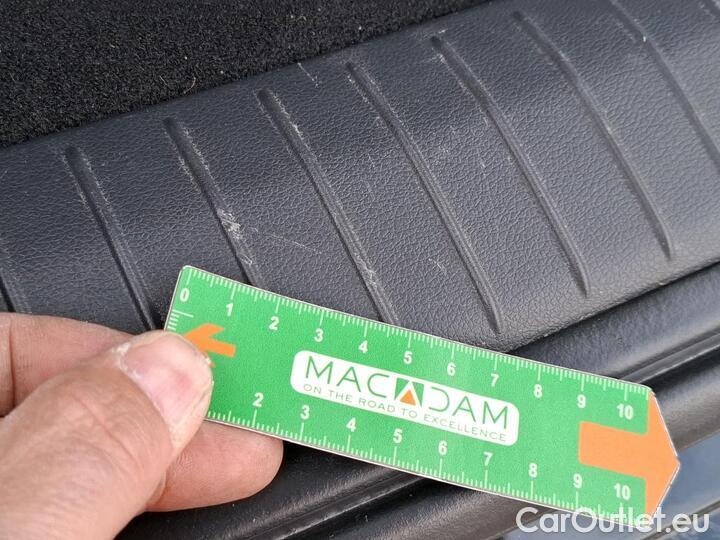 0 1 2 3 4 5 6 7 8 9 10
MACADAM
ON THE ROAD TO EXCELLENCE
2 3 4 5 6 7 8 9 10
CarOutlet.eu